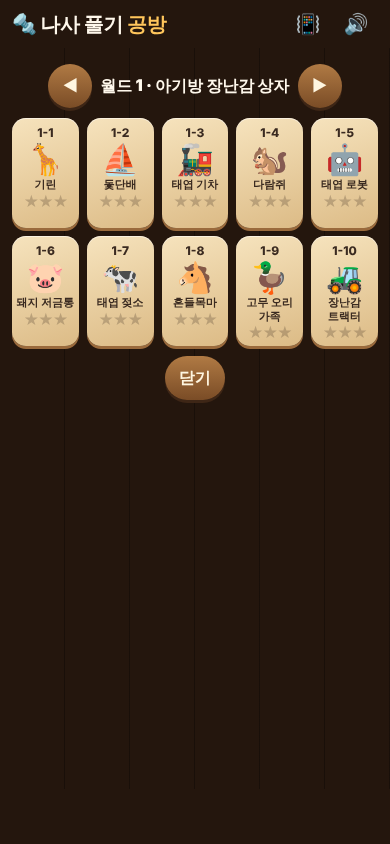 나사 풀기 공방
월드 1 · 아기방 장난감 상자
1-1
기린
1-2
돛단배
1-3
태엽 기차
1-4
다람쥐
1-5
태엽 로봇
1-6
돼지 저금통
1-7
태엽 젖소
1-8
흔들목마
1-9
고무 오리
가족
1-10
장난감
트랙터
닫기